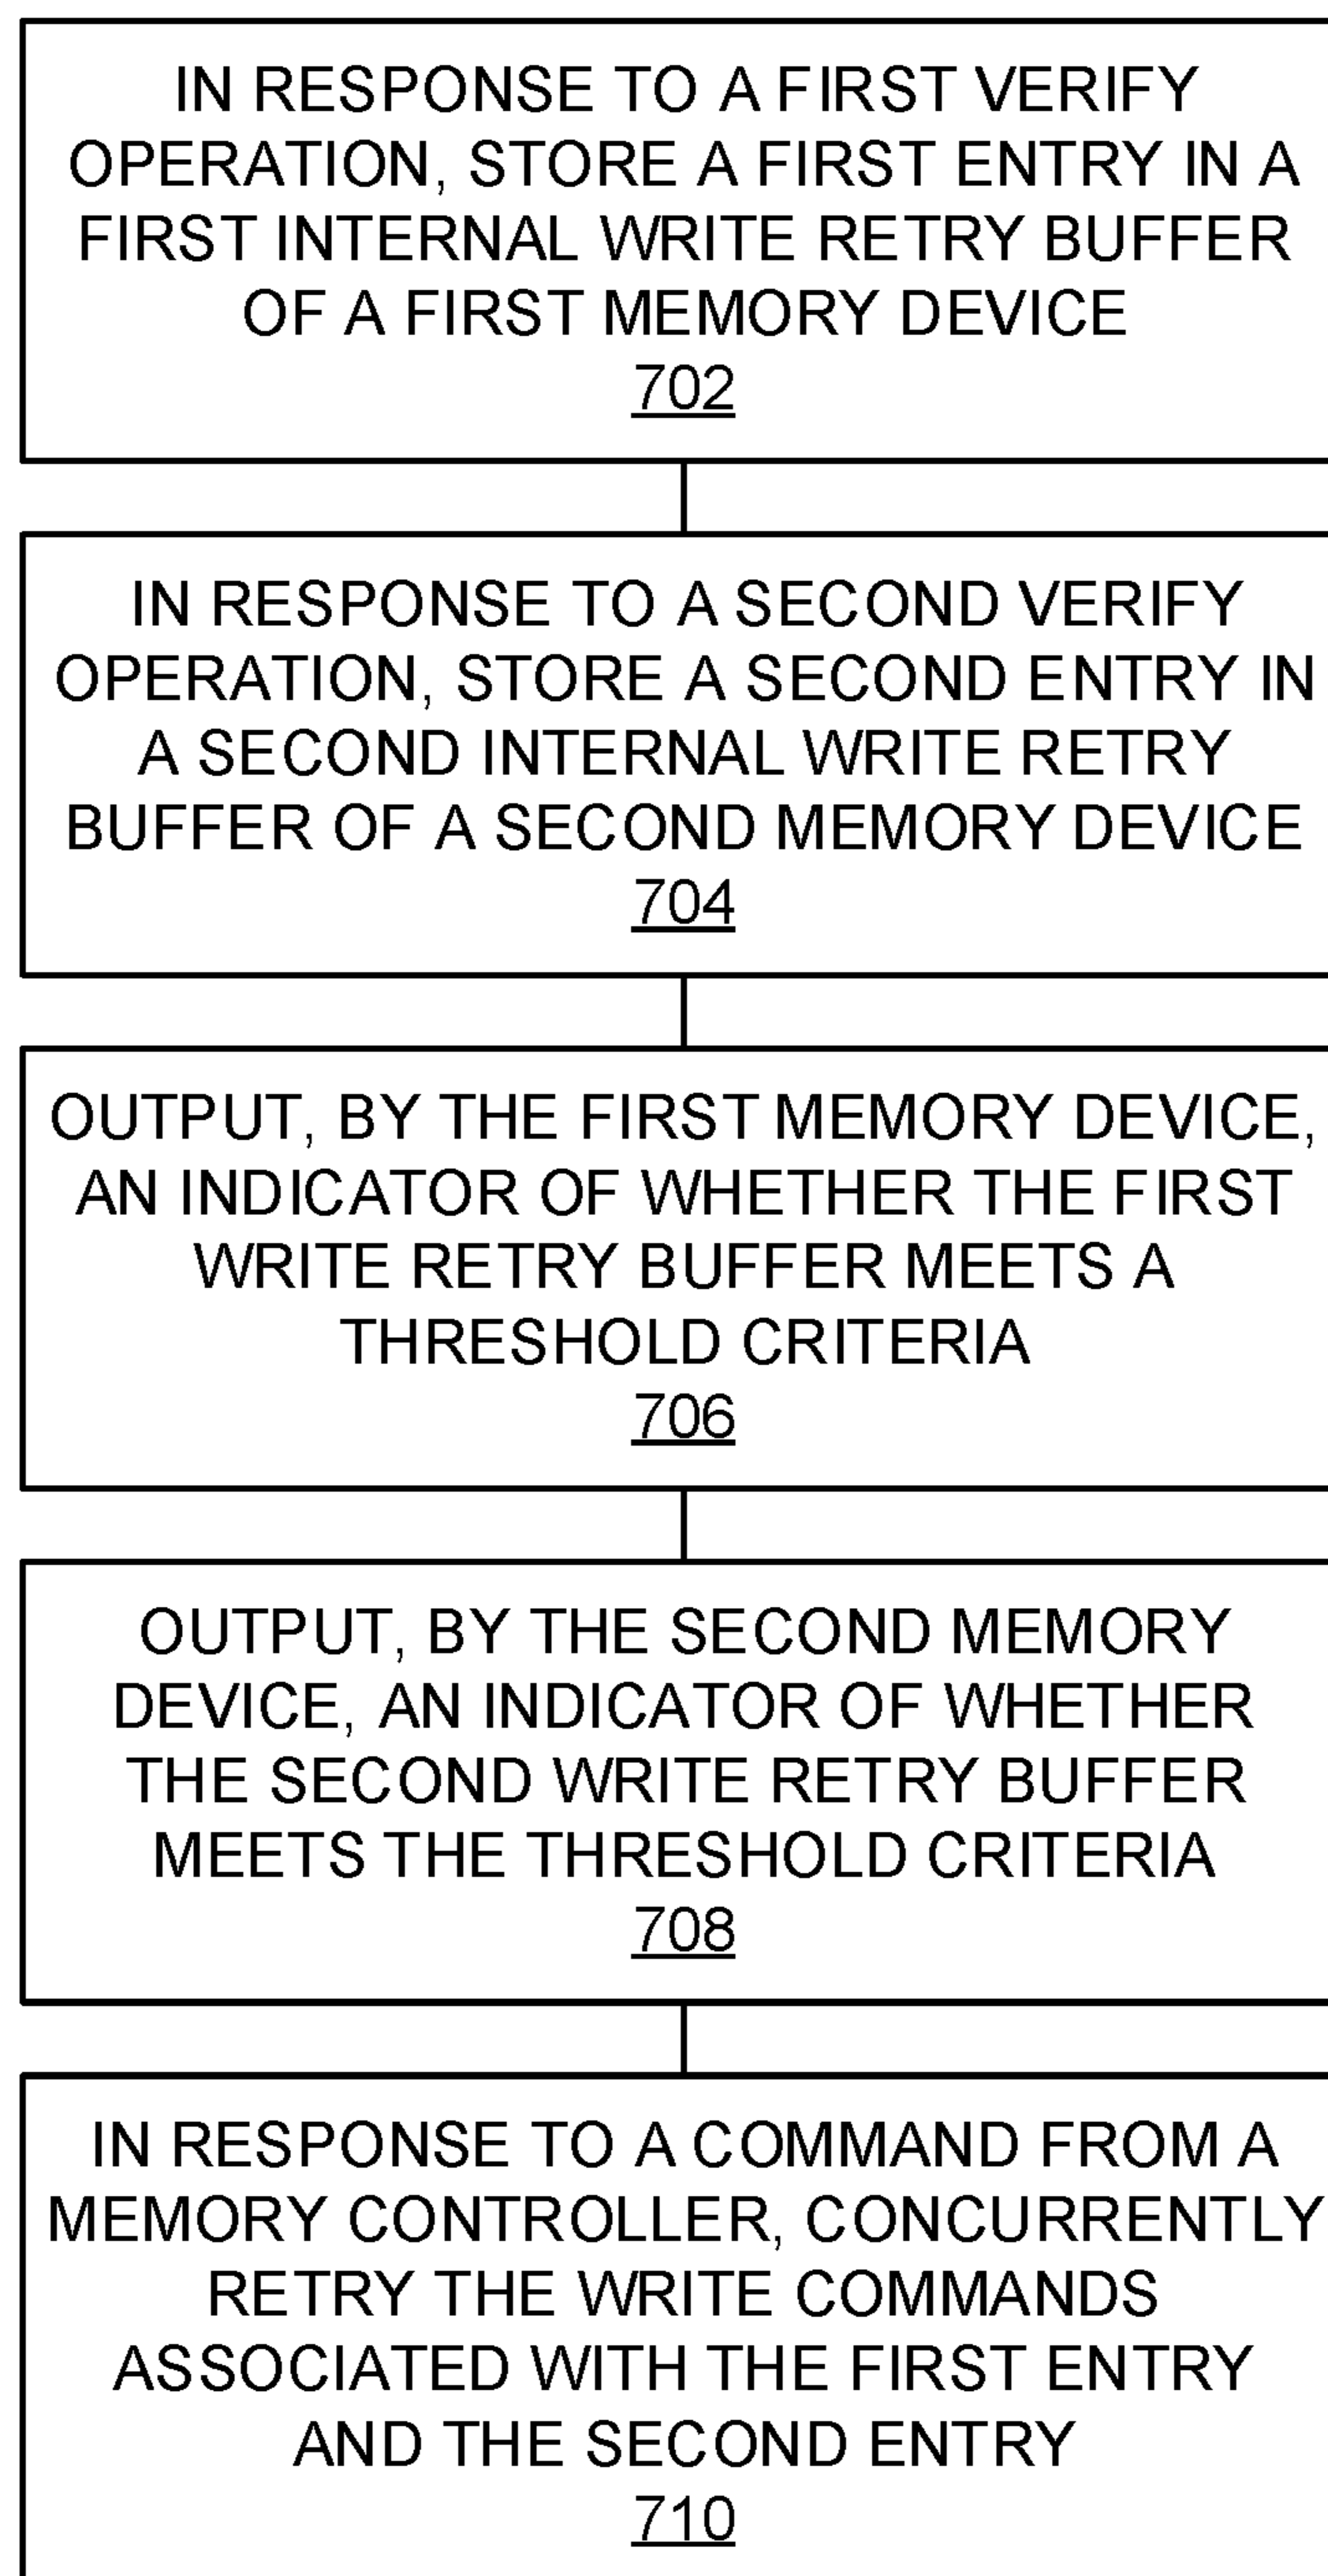 IN RESPONSE TO A FIRST VERIFY
OPERATION, STORE A FIRST ENTRY IN A
FIRST INTERNAL WRITE RETRY BUFFER
OF A FIRST MEMORY DEVICE
702
IN RESPONSE TO A SECOND VERIFY
OPERATION, STORE A SECOND ENTRY IN
A SECOND INTERNAL WRITE RETRY
BUFFER OF A SECOND MEMORY DEVICE
704
OUTPUT, BY THE FIRST MEMORY DEVICE,
AN INDICATOR OF WHETHER THE FIRST
WRITE RETRY BUFFER MEETS A
THRESHOLD CRITERIA
706
OUTPUT, BY THE SECOND MEMORY
DEVICE, AN INDICATOR OF WHETHER
THE SECOND WRITE RETRY BUFFER
MEETS THE THRESHOLD CRITERIA
708
IN RESPONSE TO A COMMAND FROM A
MEMORY CONTROLLER, CONCURRENTLY
RETRY THE WRITE COMMANDS
ASSOCIATED WITH THE FIRST ENTRY
AND THE SECOND ENTRY
710